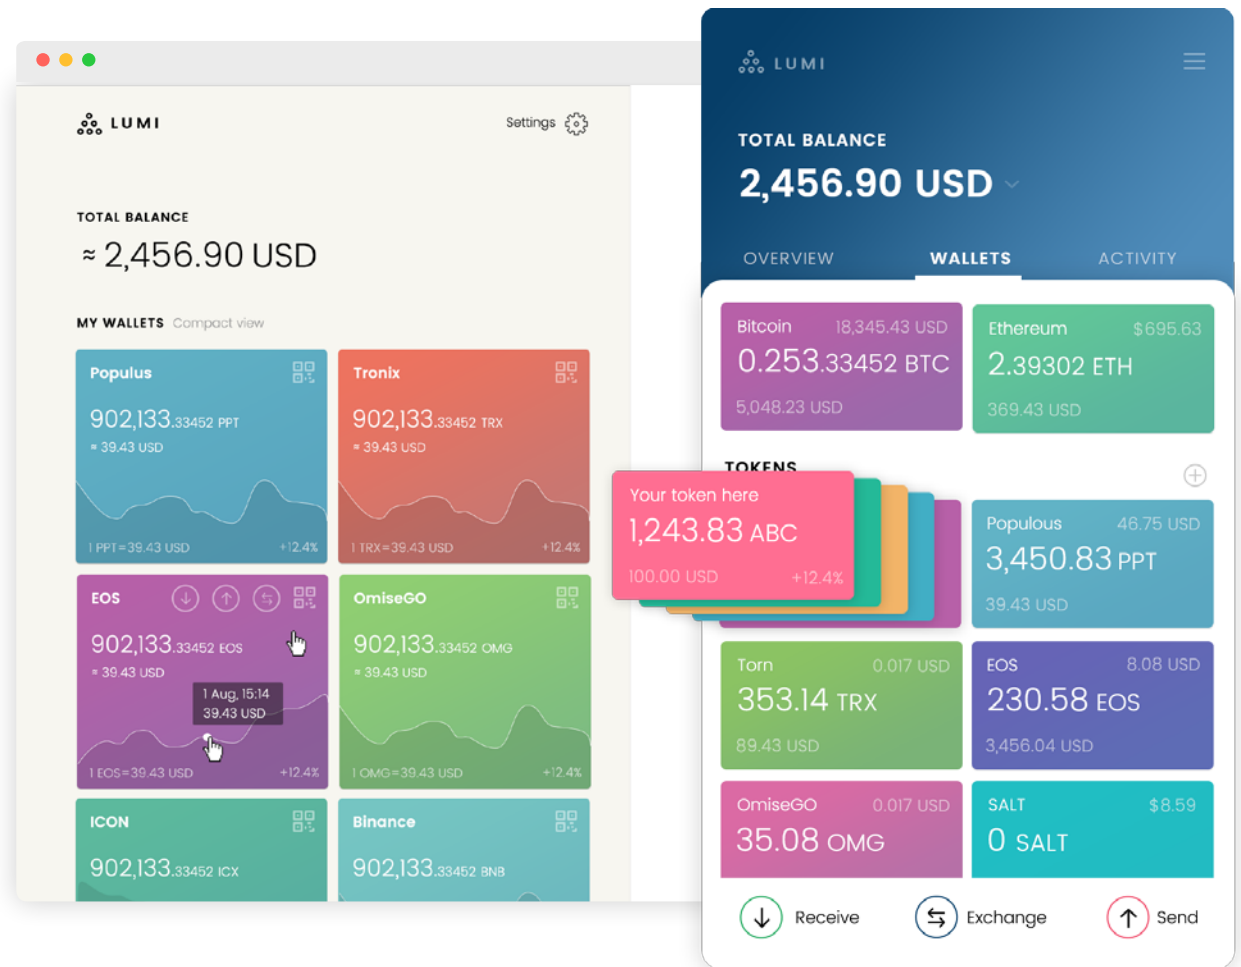 LUMI
Settings
TOTAL BALANCE
≈ 2,456.90 USD
MY WALLETS Compact view
Populus
902,133.33452 PPT
≈ 39.43 USD
1 PPT=39.43 USD +12.4%
Tronix
902,133.33452 TRX
≈ 39.43 USD
1 TRX=39.43 USD +12.4%
EOS
902,133.33452 EOS
≈ 39.43 USD
1 Aug, 15:14
39.43 USD
1 EOS=39.43 USD +12.4%
OmiseGO
902,133.33452 OMG
≈ 39.43 USD
1 OMG=39.43 USD +12.4%
ICON
902,133.33452 ICX
Binance
902,133.33452 BNB
LUMI
TOTAL BALANCE
2,456.90 USD
OVERVIEW WALLETS ACTIVITY
Bitcoin 18,345.43 USD
0.253.33452 BTC
5,048.23 USD
Ethereum $695.63
2.39302 ETH
369.43 USD
TOKENS
Your token here
1,243.83 ABC
100.00 USD +12.4%
Populous 46.75 USD
3,450.83 PPT
39.43 USD
Torn 0.017 USD
353.14 TRX
89.43 USD
EOS 8.08 USD
230.58 EOS
3,456.04 USD
OmiseGO 0.017 USD
35.08 OMG
SALT $8.59
0 SALT
Receive Exchange Send